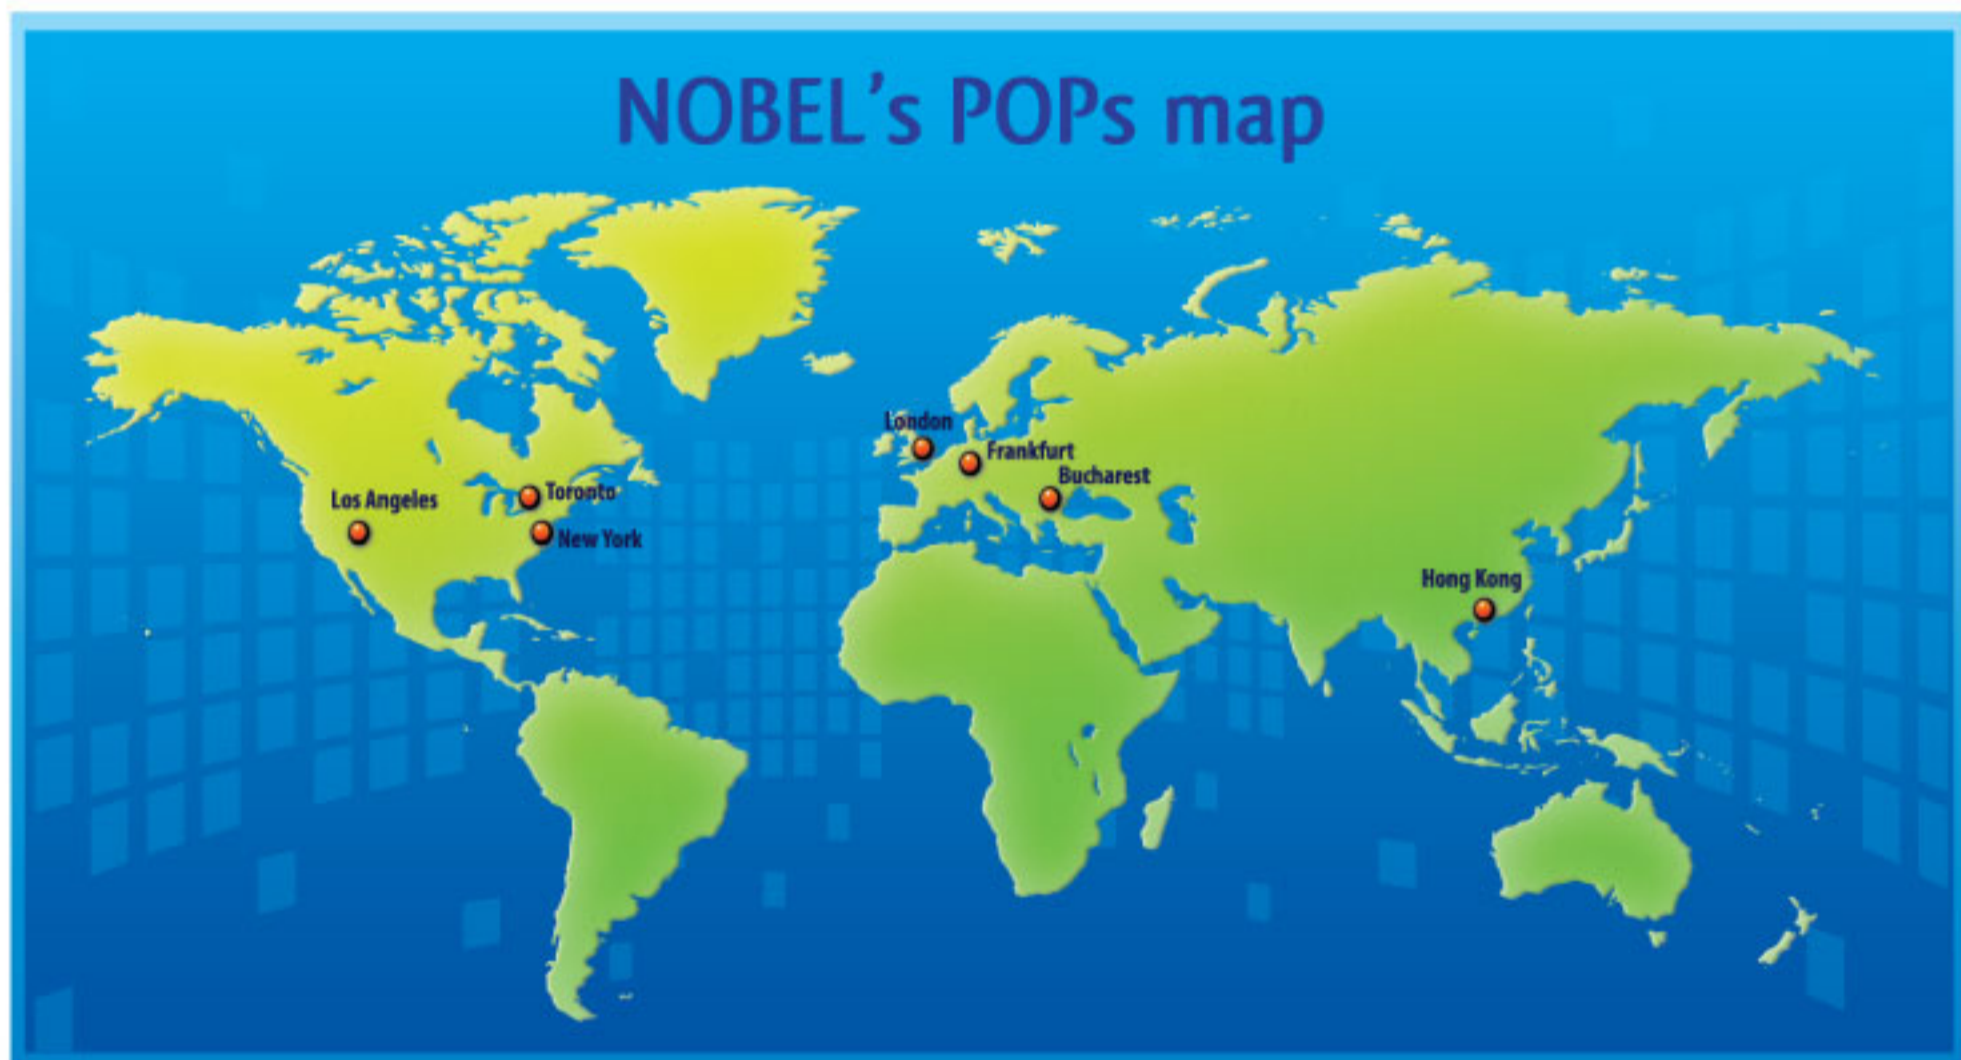 NOBEL's POPs map
London
Frankfurt
Bucharest
Los Angeles
Toronto
New York
Hong Kong